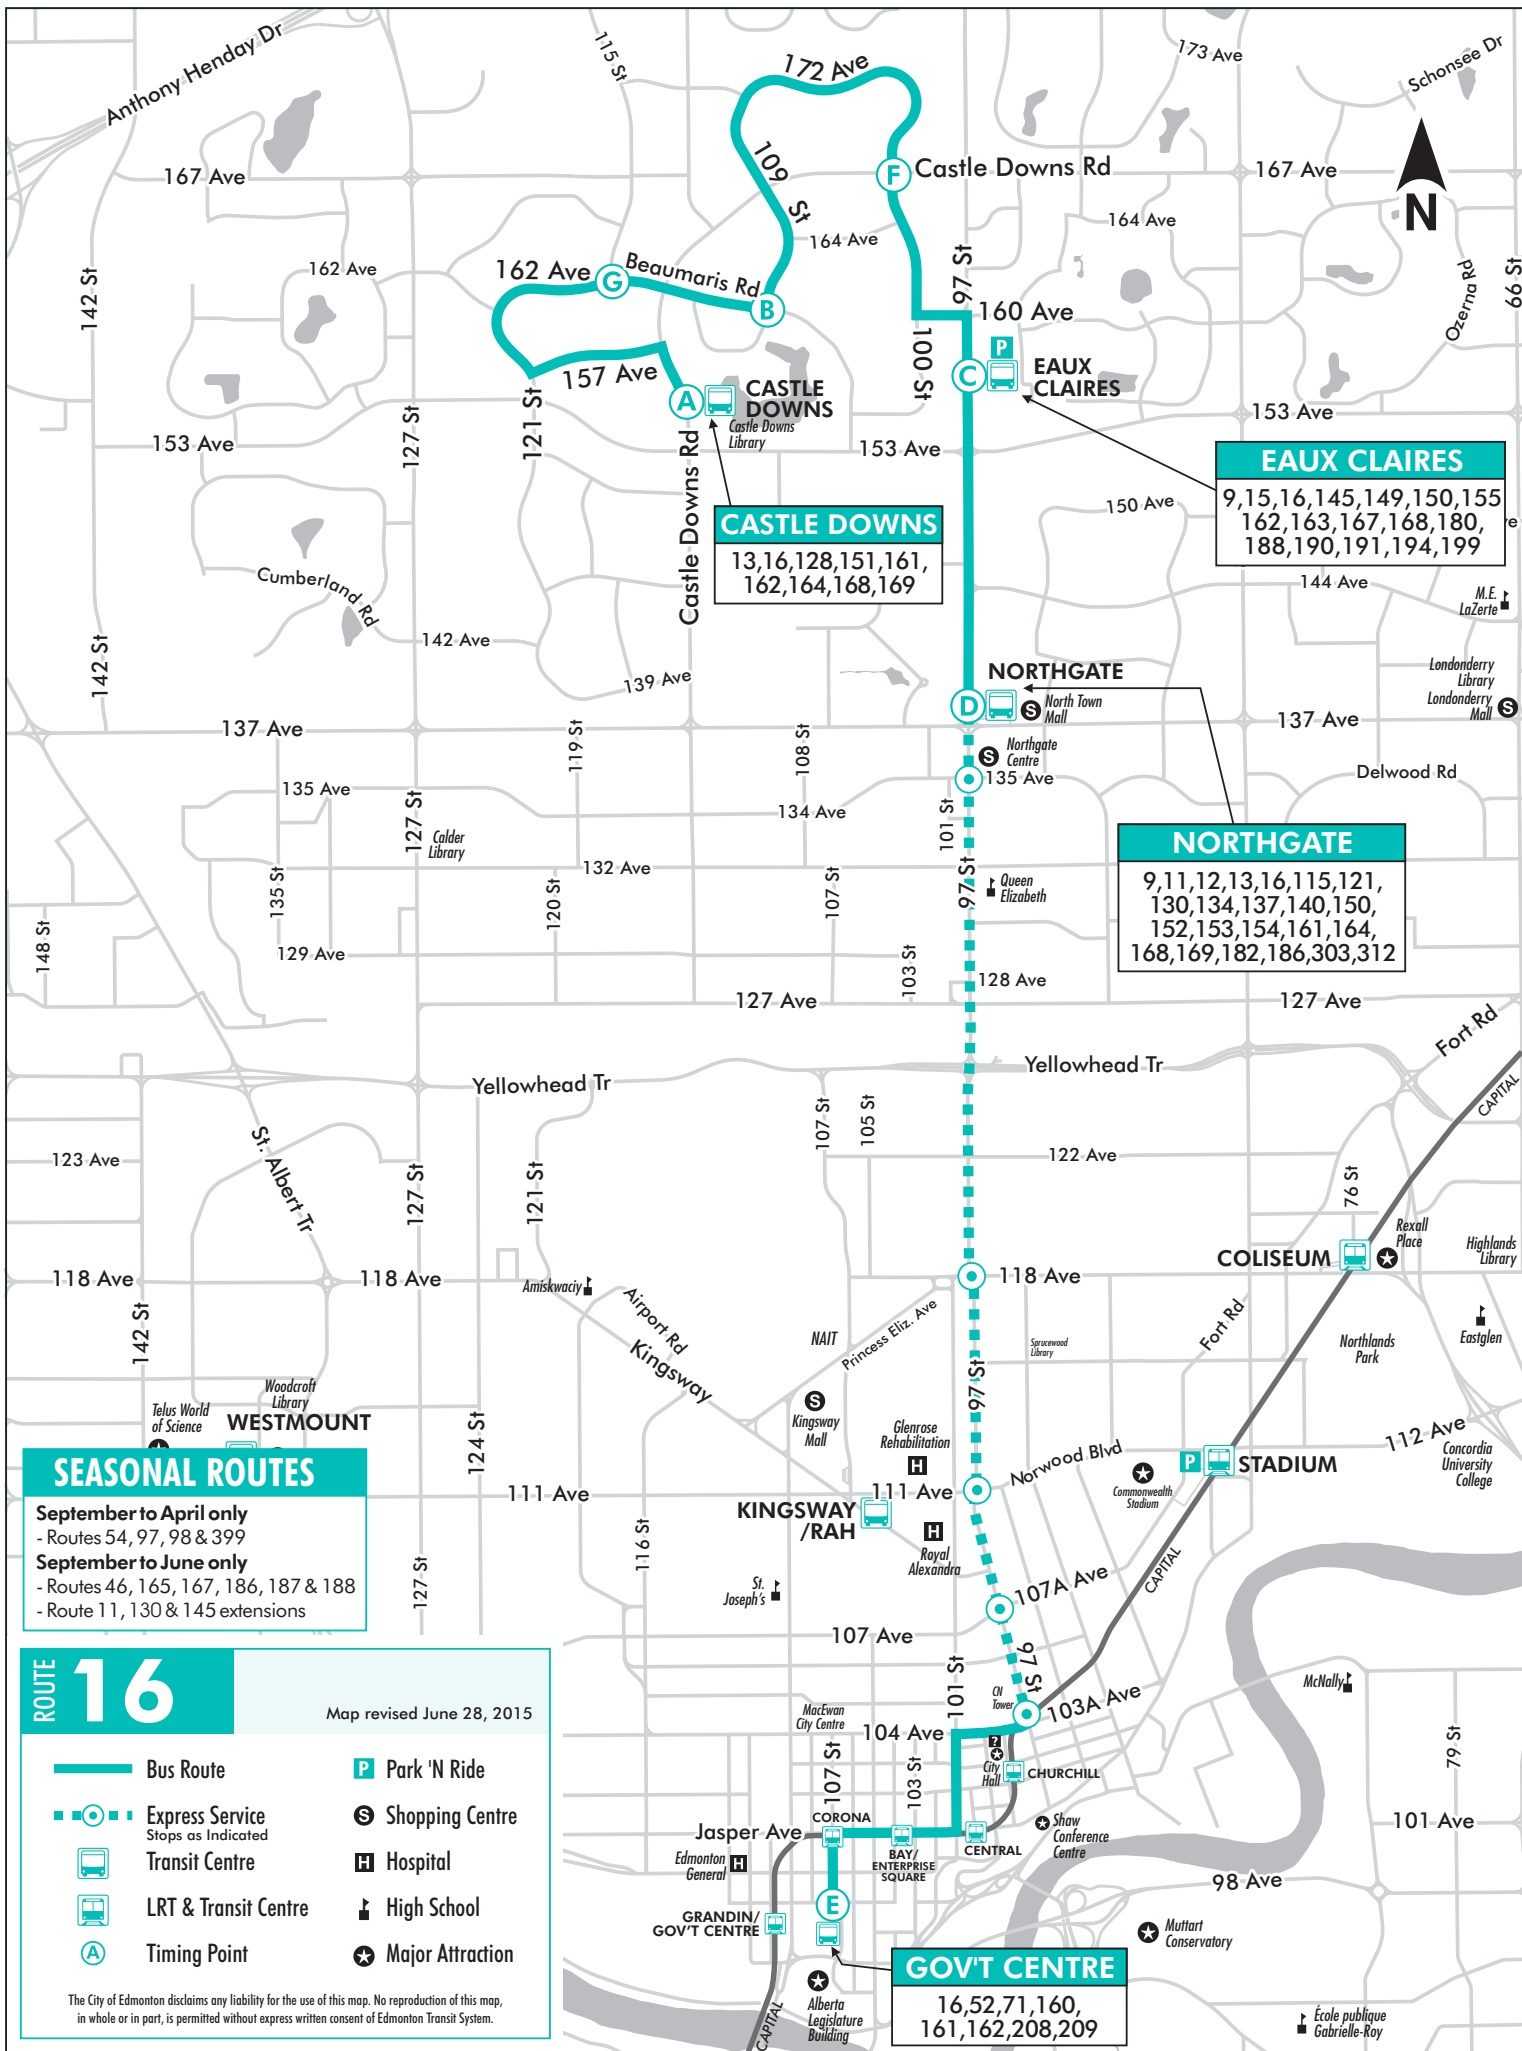 Anthony Henday Dr
115 St
172 Ave
173 Ave
Schonsee Dr
109 St
167 Ave
F
Castle Downs Rd
167 Ave
N
164 Ave
164 Ave
142 St
162 Ave
162 Ave
G
Beaumaris Rd
B
97 St
160 Ave
Ozerna Rd
66 St
100 St
P
157 Ave
A
CASTLE
DOWNS
Castle Downs
Library
C
EAUX
CLAIRES
121 St
127 St
153 Ave
153 Ave
153 Ave
Castle Downs Rd
EAUX CLAIRES
9,15,16,145,149,150,155
162,163,167,168,180,
188,190,191,194,199
150 Ave
CASTLE DOWNS
13,16,128,151,161,
162,164,168,169
144 Ave
M.E.
LaZerte
Cumberland Rd
142 Ave
142 St
139 Ave
NORTHGATE
D
S
North Town
Mall
Londonderry
Library
Londonderry
Mall
S
137 Ave
137 Ave
119 St
108 St
S
Northgate
Centre
135 Ave
135 Ave
Delwood Rd
134 Ave
101 St
127 St
Calder
Library
NORTHGATE
9,11,12,13,16,115,121,
130,134,137,140,150,
152,153,154,161,164,
168,169,182,186,303,312
132 Ave
135 St
120 St
107 St
97 St
Queen
Elizabeth
148 St
129 Ave
103 St
128 Ave
127 Ave
127 Ave
Fort Rd
Yellowhead Tr
Yellowhead Tr
CAPITAL
107 St
105 St
St. Albert Tr
123 Ave
122 Ave
127 St
121 St
76 St
Rexall
Place
COLISEUM
Highlands
Library
118 Ave
118 Ave
Amiskwaciy
118 Ave
142 St
Airport Rd
Kingsway
NAIT
Princess Eliz. Ave
Sprucewood
Library
Fort Rd
Northlands
Park
Eastglen
97 St
Woodcroft
Library
Telus World
of Science
WESTMOUNT
S
Kingsway
Mall
Glenrose
Rehabilitation
H
Norwood Blvd
112 Ave
Concordia
University
College
124 St
P
STADIUM
Commonwealth
Stadium
SEASONAL ROUTES
September to April only
- Routes 54, 97, 98 & 399
September to June only
- Routes 46, 165, 167, 186, 187 & 188
- Route 11, 130 & 145 extensions
111 Ave
111 Ave
KINGSWAY
/RAH
H
Royal
Alexandra
116 St
127 St
St.
Joseph's
107A Ave
CAPITAL
107 Ave
97 St
101 St
CN
Tower
103A Ave
McNally
ROUTE 16
Map revised June 28, 2015
MacEwan
City Centre
104 Ave
?
City
Hall
CHURCHILL
79 St
107 St
103 St
Bus Route
P Park 'N Ride
Express Service
Stops as Indicated
S Shopping Centre
Transit Centre
H Hospital
LRT & Transit Centre
High School
A Timing Point
Major Attraction
The City of Edmonton disclaims any liability for the use of this map. No reproduction of this map,
in whole or in part, is permitted without express written consent of Edmonton Transit System.
CORONA
Jasper Ave
BAY/
ENTERPRISE
SQUARE
CENTRAL
Shaw
Conference
Centre
101 Ave
Edmonton
General
H
98 Ave
E
GRANDIN/
GOV'T CENTRE
Muttart
Conservatory
GOV'T CENTRE
16,52,71,160,
161,162,208,209
Alberta
Legislature
Building
CAPITAL
École publique
Gabrielle-Roy